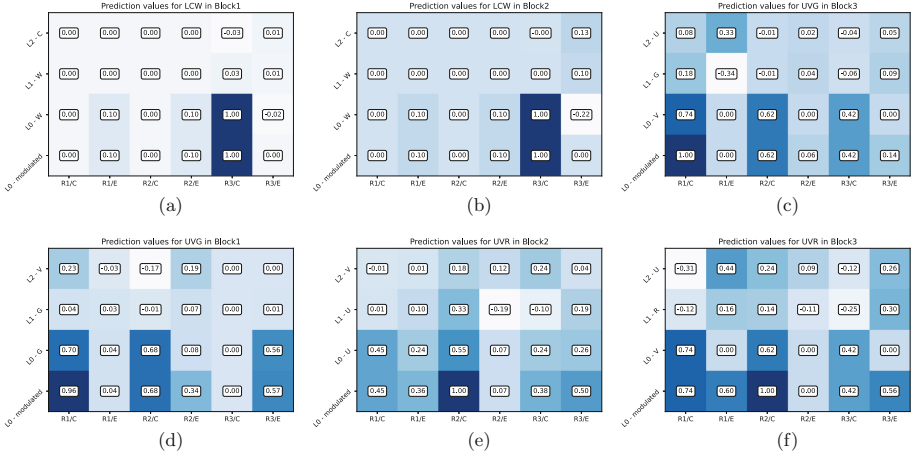 Prediction values for LCW in Block1
L2 - C 0.00 0.00 0.00 0.00 -0.03 0.01
L1 - W 0.00 0.00 0.00 0.00 0.03 0.01
L0 - W 0.00 0.10 0.00 0.10 1.00 -0.02
L0 - modulated 0.00 0.10 0.00 0.10 1.00 0.00
R1/C R1/E R2/C R2/E R3/C R3/E
(a)
Prediction values for LCW in Block2
L2 - C 0.00 0.00 0.00 0.00 -0.00 0.13
L1 - W 0.00 0.00 0.00 0.00 0.00 0.10
L0 - W 0.00 0.10 0.00 0.10 1.00 -0.22
L0 - modulated 0.00 0.10 0.00 0.10 1.00 0.00
R1/C R1/E R2/C R2/E R3/C R3/E
(b)
Prediction values for UVG in Block3
L2 - U 0.08 0.33 -0.01 0.02 -0.04 0.05
L1 - G 0.18 -0.34 -0.01 0.04 -0.06 0.09
L0 - V 0.74 0.00 0.62 0.00 0.42 0.00
L0 - modulated 1.00 0.00 0.62 0.06 0.42 0.14
R1/C R1/E R2/C R2/E R3/C R3/E
(c)
Prediction values for UVG in Block1
L2 - V 0.23 -0.03 -0.17 0.19 0.00 0.00
L1 - G 0.04 0.03 -0.01 0.07 0.00 0.01
L0 - G 0.70 0.04 0.68 0.08 0.00 0.56
L0 - modulated 0.96 0.04 0.68 0.34 0.00 0.57
R1/C R1/E R2/C R2/E R3/C R3/E
(d)
Prediction values for UVR in Block2
L2 - V -0.01 0.01 0.18 0.12 0.24 0.04
L1 - U 0.01 0.10 0.33 -0.19 -0.10 0.19
L0 - U 0.45 0.24 0.55 0.07 0.24 0.26
L0 - modulated 0.45 0.36 1.00 0.07 0.38 0.50
R1/C R1/E R2/C R2/E R3/C R3/E
(e)
Prediction values for UVR in Block3
L2 - U -0.31 0.44 0.24 0.09 -0.12 0.26
L1 - R -0.12 0.16 0.14 -0.11 -0.25 0.30
L0 - V 0.74 0.00 0.62 0.00 0.42 0.00
L0 - modulated 0.74 0.60 1.00 0.00 0.42 0.56
R1/C R1/E R2/C R2/E R3/C R3/E
(f)